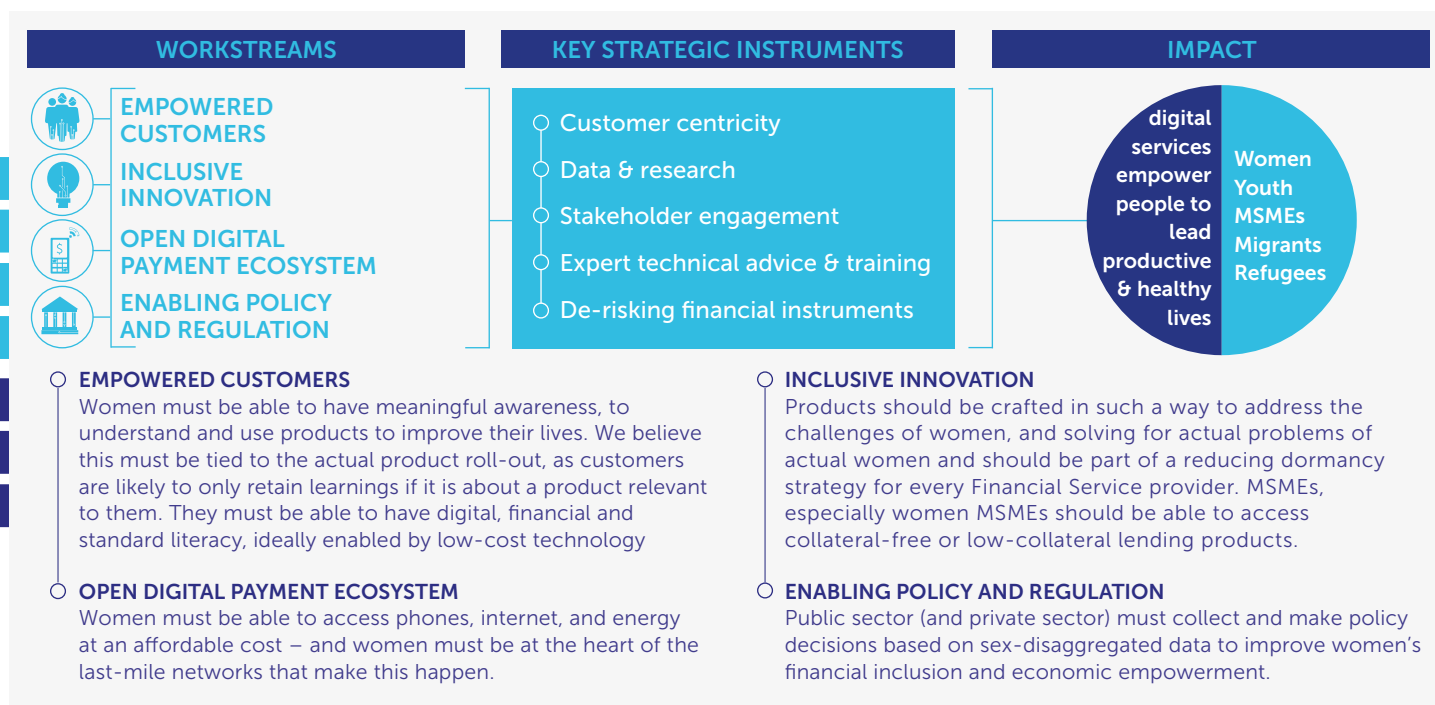 WORKSTREAMS
KEY STRATEGIC INSTRUMENTS
IMPACT
EMPOWERED
CUSTOMERS
INCLUSIVE
INNOVATION
OPEN DIGITAL
PAYMENT ECOSYSTEM
ENABLING POLICY
AND REGULATION
Customer centricity
Data & research
Stakeholder engagement
Expert technical advice & training
De-risking financial instruments
digital
services
empower
people to
lead
productive
& healthy
lives
Women
Youth
MSMEs
Migrants
Refugees
EMPOWERED CUSTOMERS
Women must be able to have meaningful awareness, to
understand and use products to improve their lives. We believe
this must be tied to the actual product roll-out, as customers
are likely to only retain learnings if it is about a product relevant
to them. They must be able to have digital, financial and
standard literacy, ideally enabled by low-cost technology
OPEN DIGITAL PAYMENT ECOSYSTEM
Women must be able to access phones, internet, and energy
at an affordable cost – and women must be at the heart of the
last-mile networks that make this happen.
INCLUSIVE INNOVATION
Products should be crafted in such a way to address the
challenges of women, and solving for actual problems of
actual women and should be part of a reducing dormancy
strategy for every Financial Service provider. MSMEs,
especially women MSMEs should be able to access
collateral-free or low-collateral lending products.
ENABLING POLICY AND REGULATION
Public sector (and private sector) must collect and make policy
decisions based on sex-disaggregated data to improve women's
financial inclusion and economic empowerment.